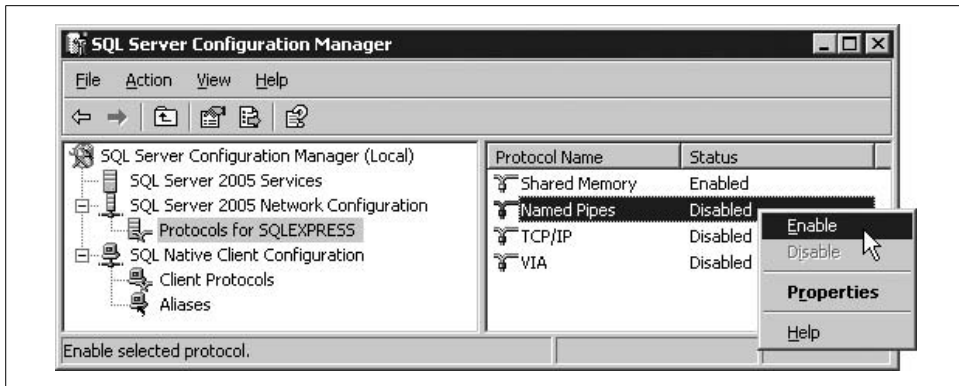 SQL Server Configuration Manager
File Action View Help
SQL Server Configuration Manager (Local)
SQL Server 2005 Services
SQL Server 2005 Network Configuration
Protocols for SQLEXPRESS
SQL Native Client Configuration
Client Protocols
Aliases
Protocol Name Status
Shared Memory Enabled
Named Pipes Disabled
TCP/IP Disabled
VIA Disabled
Enable
Disable
Properties
Help
Enable selected protocol.